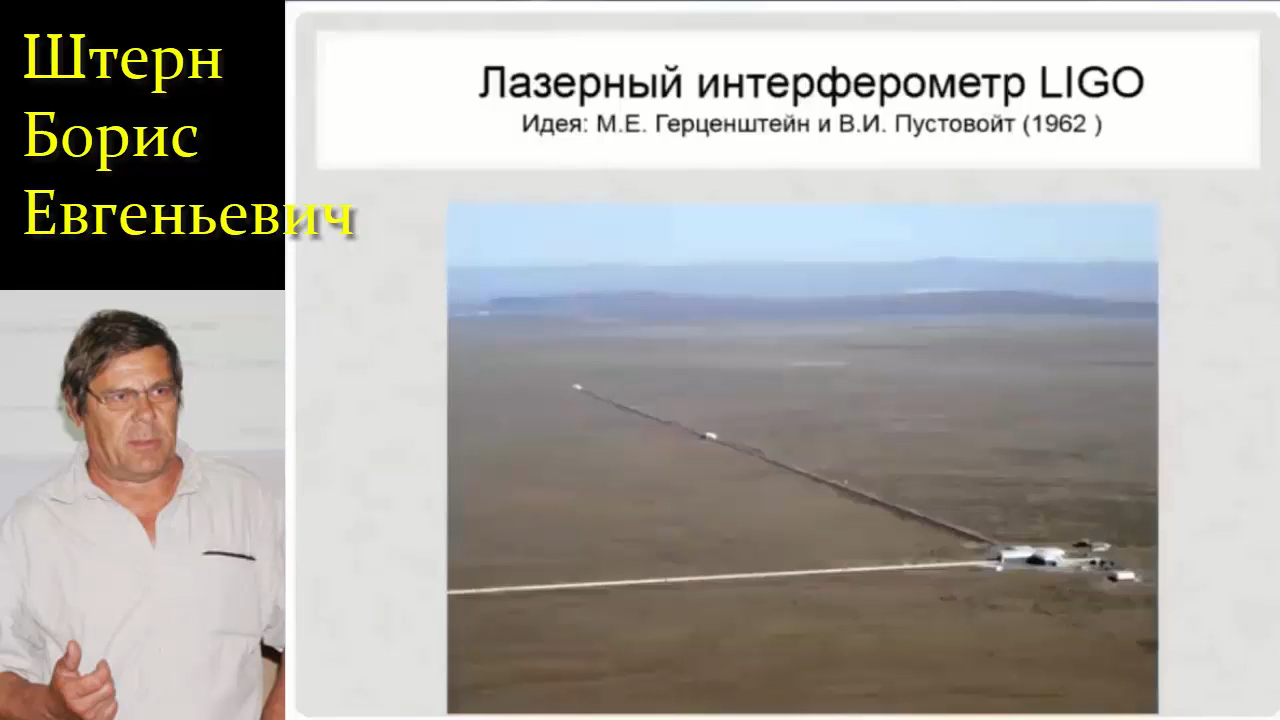 Штерн
Борис
Евгеньевич
Лазерный интерферометр LIGO
Идея: М.Е. Герценштейн и В.И. Пустовойт (1962 )